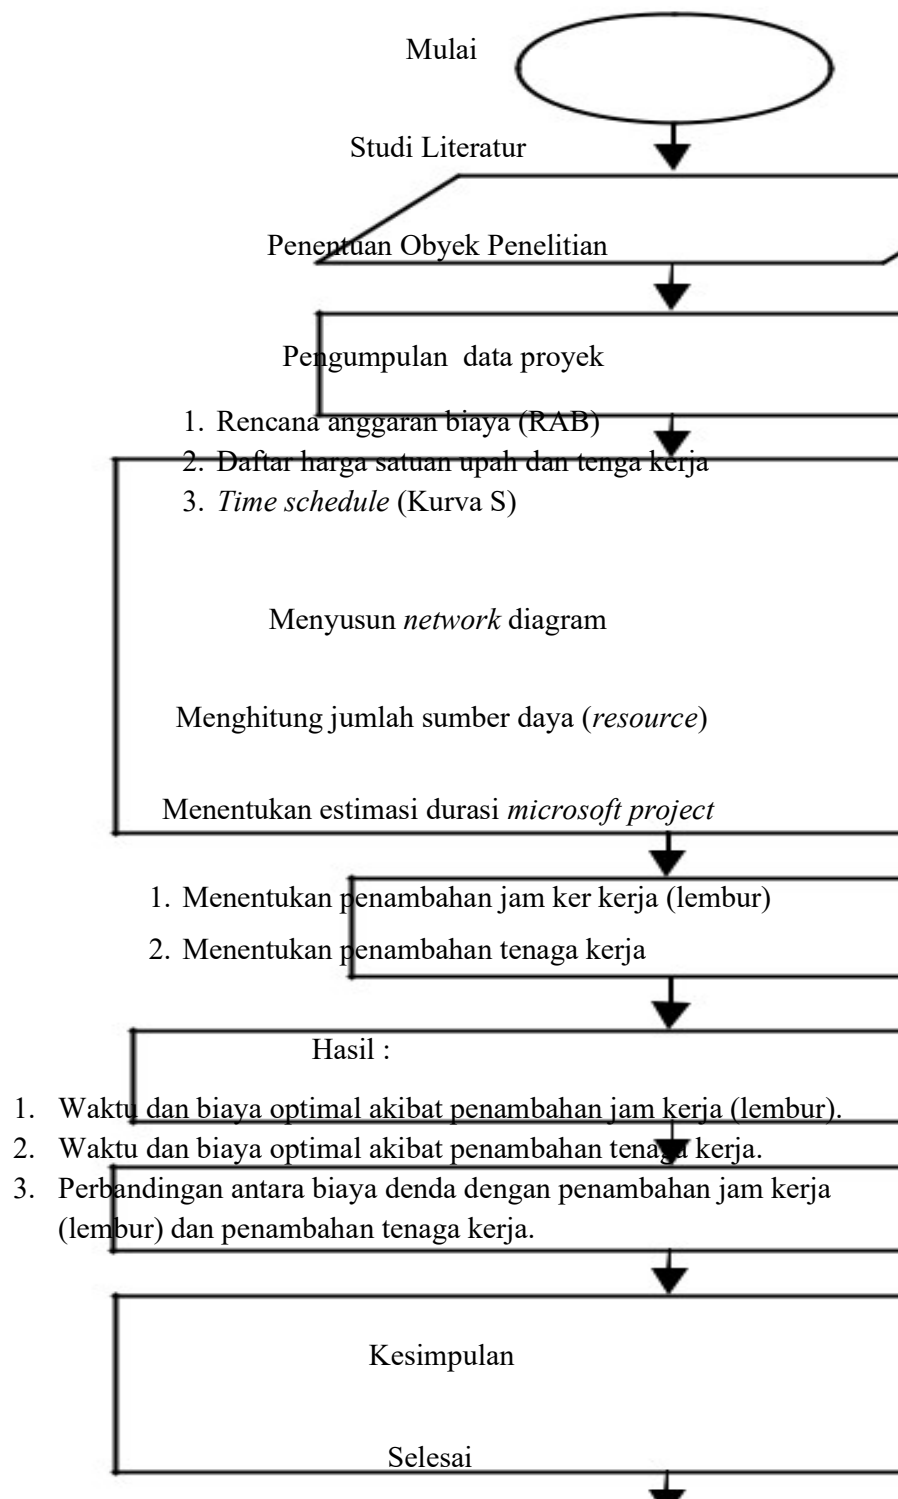 Mulai
Studi Literatur
Penentuan Obyek Penelitian
Pengumpulan data proyek
1. Rencana anggaran biaya (RAB)
2. Daftar harga satuan upah dan tenga kerja
3. Time schedule (Kurva S)
Menyusun network diagram
Menghitung jumlah sumber daya (resource)
Menentukan estimasi durasi microsoft project
1. Menentukan penambahan jam ker kerja (lembur)
2. Menentukan penambahan tenaga kerja
Hasil :
1. Waktu dan biaya optimal akibat penambahan jam kerja (lembur).
2. Waktu dan biaya optimal akibat penambahan tenaga kerja.
3. Perbandingan antara biaya denda dengan penambahan jam kerja
(lembur) dan penambahan tenaga kerja.
Kesimpulan
Selesai